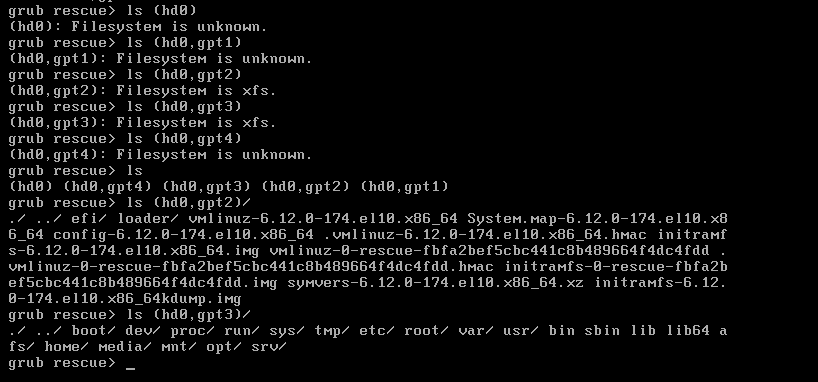 grub rescue> ls (hd0)
(hd0): Filesystem is unknown.
grub rescue> ls (hd0,gpt1)
(hd0,gpt1): Filesystem is unknown.
grub rescue> ls (hd0,gpt2)
(hd0,gpt2): Filesystem is xfs.
grub rescue> ls (hd0,gpt3)
(hd0,gpt3): Filesystem is xfs.
grub rescue> ls (hd0,gpt4)
(hd0,gpt4): Filesystem is unknown.
grub rescue> ls
(hd0) (hd0,gpt4) (hd0,gpt3) (hd0,gpt2) (hd0,gpt1)
grub rescue> ls (hd0,gpt2)/
./ ../ efi/ loader/ vmlinuz-6.12.0-174.el10.x86_64 System.map-6.12.0-174.el10.x8
6_64 config-6.12.0-174.el10.x86_64 .vmlinuz-6.12.0-174.el10.x86_64.hmac initramf
s-6.12.0-174.el10.x86_64.img vmlinuz-0-rescue-fbfa2bef5cbc441c8b489664f4dc4fdd .
vmlinuz-0-rescue-fbfa2bef5cbc441c8b489664f4dc4fdd.hmac initramfs-0-rescue-fbfa2b
ef5cbc441c8b489664f4dc4fdd.img symvers-6.12.0-174.el10.x86_64.xz initramfs-6.12.
0-174.el10.x86_64kdump.img
grub rescue> ls (hd0,gpt3)/
./ ../ boot/ dev/ proc/ run/ sys/ tmp/ etc/ root/ var/ usr/ bin sbin lib lib64 a
fs/ home/ media/ mnt/ opt/ srv/
grub rescue> _